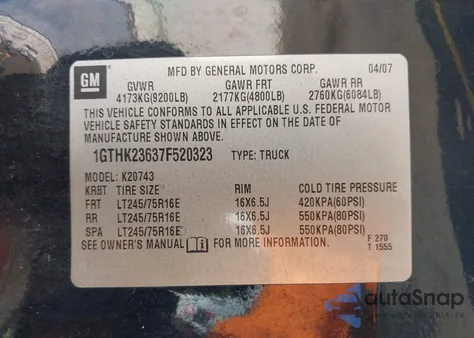 MFD BY GENERAL MOTORS CORP. 04/07
GM GVWR GAWR FRT GAWR RR
4173KG(9200LB) 2177KG(4800LB) 2760KG(6084LB)
THIS VEHICLE CONFORMS TO ALL APPLICABLE U.S. FEDERAL MOTOR
VEHICLE SAFETY STANDARDS IN EFFECT ON THE DATE OF
MANUFACTURE SHOWN ABOVE.
1GTHK23637F520323 TYPE: TRUCK
MODEL: K20743
KRBT TIRE SIZE RIM COLD TIRE PRESSURE
FRT LT245/75R16E 16X6.5J 420KPA(60PSI)
RR LT245/75R16E 16X6.5J 550KPA(80PSI)
SPA LT245/75R16E 16X6.5J 550KPA(80PSI)
SEE OWNER'S MANUAL FOR MORE INFORMATION. F 270
T 1555
autoSnap